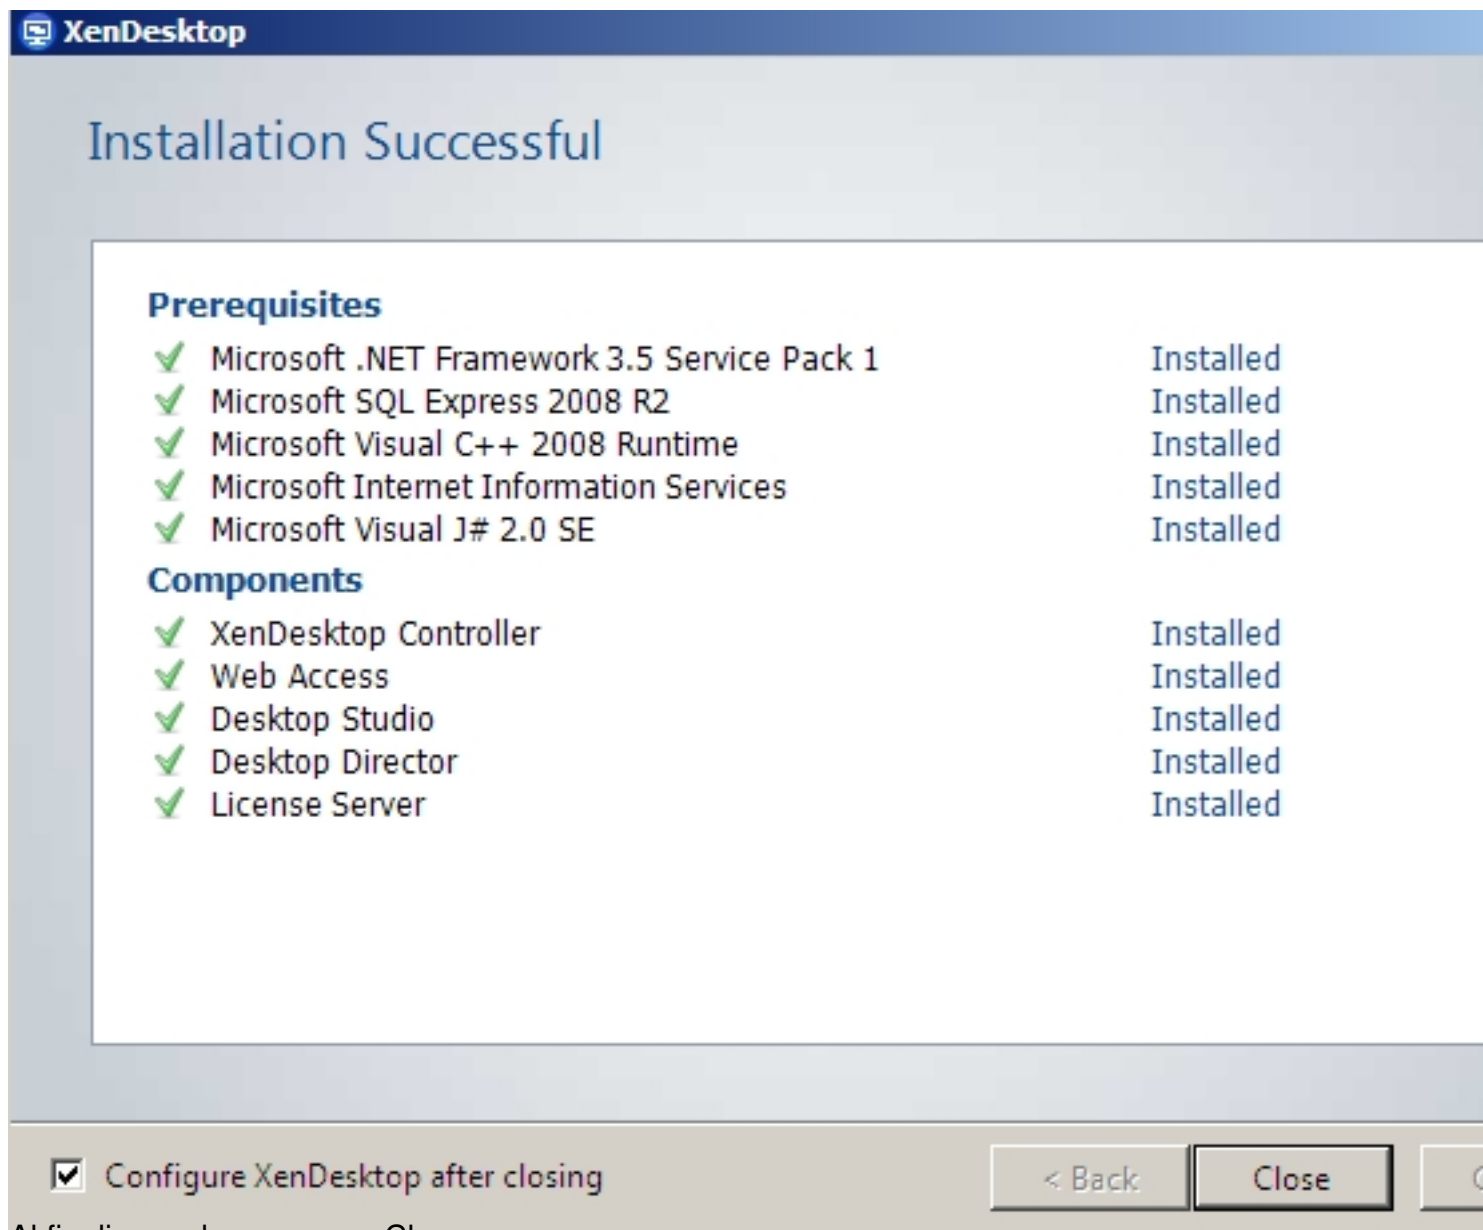 XenDesktop
Installation Successful
Prerequisites
Microsoft .NET Framework 3.5 Service Pack 1 Installed
Microsoft SQL Express 2008 R2 Installed
Microsoft Visual C++ 2008 Runtime Installed
Microsoft Internet Information Services Installed
Microsoft Visual J# 2.0 SE Installed
Components
XenDesktop Controller Installed
Web Access Installed
Desktop Studio Installed
Desktop Director Installed
License Server Installed
Configure XenDesktop after closing < Back Close